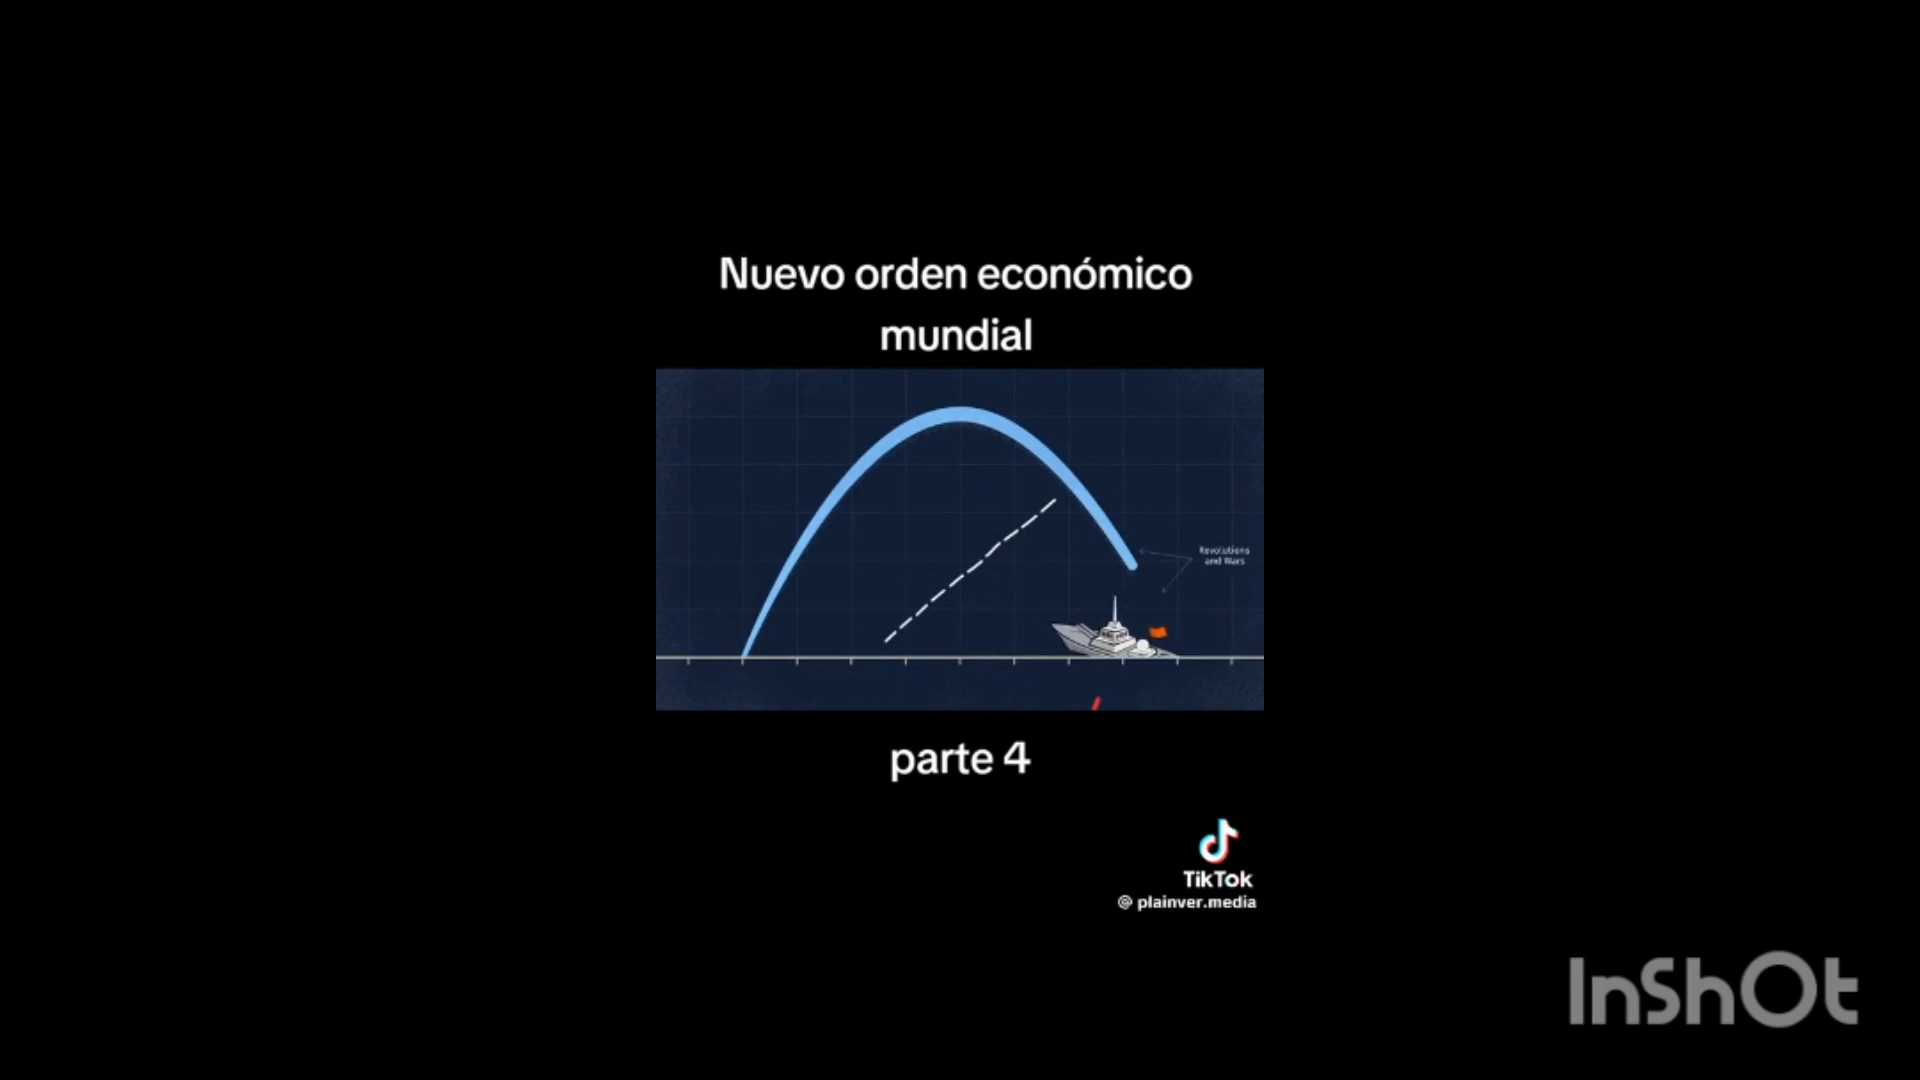 Nuevo orden económico
mundial
Revolutions
and Wars
parte 4
TikTok
@ plainver.media
InShOt